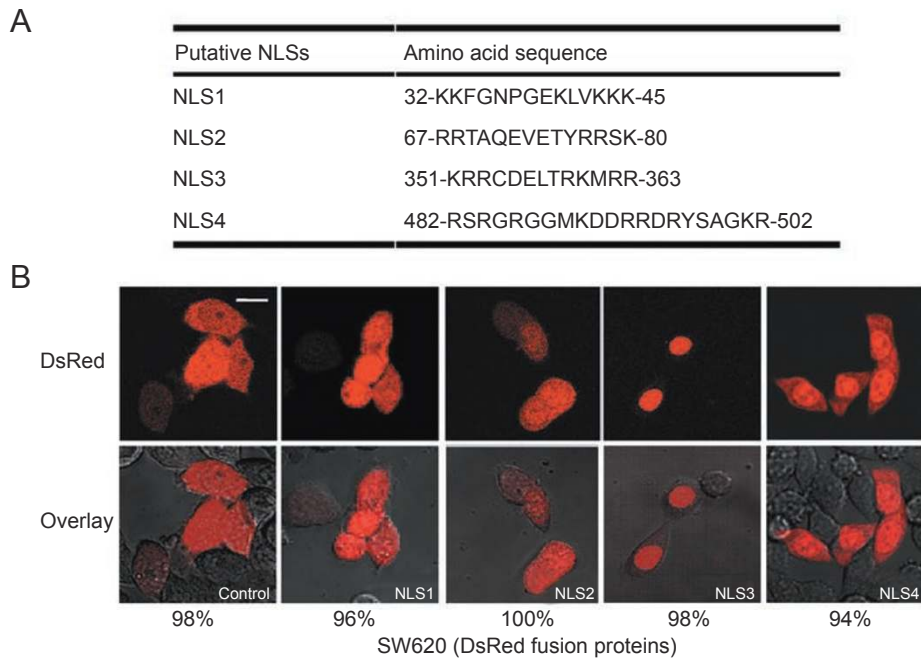 A
Putative NLSs Amino acid sequence
NLS1 32-KKFGNPGEKLVKKK-45
NLS2 67-RRTAQEVETYRRSK-80
NLS3 351-KRRCDELTRKMRR-363
NLS4 482-RSRGRGGMKDDRRDRYSAGKR-502
B
DsRed
Overlay
Control NLS1 NLS2 NLS3 NLS4
98% 96% 100% 98% 94%
SW620 (DsRed fusion proteins)